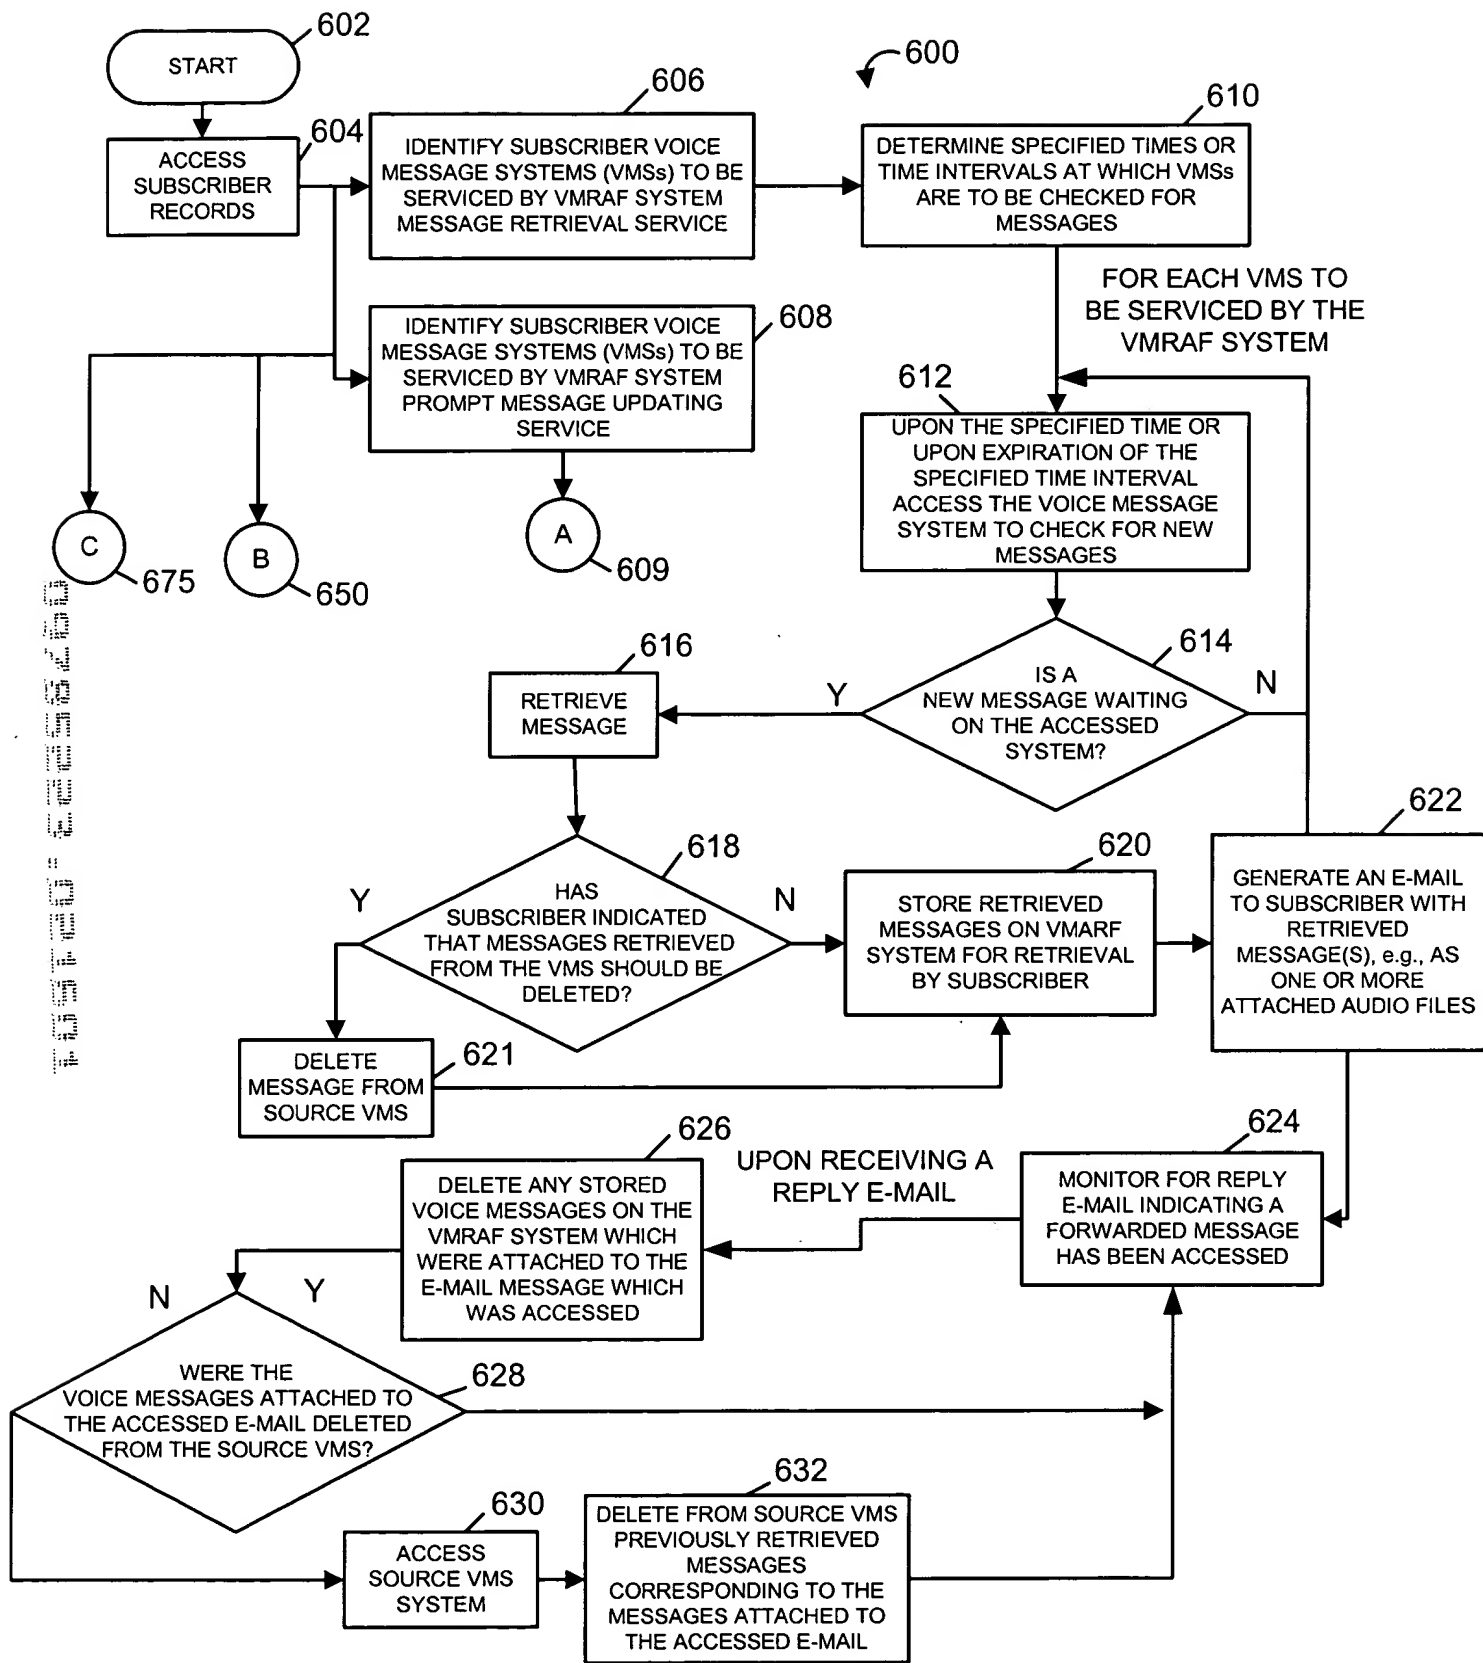 602
START
600
606
610
604
ACCESS
SUBSCRIBER
RECORDS
IDENTIFY SUBSCRIBER VOICE
MESSAGE SYSTEMS (VMSs) TO BE
SERVICED BY VMRAF SYSTEM
MESSAGE RETRIEVAL SERVICE
DETERMINE SPECIFIED TIMES OR
TIME INTERVALS AT WHICH VMSs
ARE TO BE CHECKED FOR
MESSAGES
FOR EACH VMS TO
BE SERVICED BY THE
VMRAF SYSTEM
608
IDENTIFY SUBSCRIBER VOICE
MESSAGE SYSTEMS (VMSs) TO BE
SERVICED BY VMRAF SYSTEM
PROMPT MESSAGE UPDATING
SERVICE
612
UPON THE SPECIFIED TIME OR
UPON EXPIRATION OF THE
SPECIFIED TIME INTERVAL
ACCESS THE VOICE MESSAGE
SYSTEM TO CHECK FOR NEW
MESSAGES
C
675
B
650
A
609
614
IS A
NEW MESSAGE WAITING
ON THE ACCESSED
SYSTEM?
Y
N
616
RETRIEVE
MESSAGE
618
HAS
SUBSCRIBER INDICATED
THAT MESSAGES RETRIEVED
FROM THE VMS SHOULD BE
DELETED?
Y
N
620
STORE RETRIEVED
MESSAGES ON VMARF
SYSTEM FOR RETRIEVAL
BY SUBSCRIBER
622
GENERATE AN E-MAIL
TO SUBSCRIBER WITH
RETRIEVED
MESSAGE(S), e.g., AS
ONE OR MORE
ATTACHED AUDIO FILES
621
DELETE
MESSAGE FROM
SOURCE VMS
624
MONITOR FOR REPLY
E-MAIL INDICATING A
FORWARDED MESSAGE
HAS BEEN ACCESSED
UPON RECEIVING A
REPLY E-MAIL
626
DELETE ANY STORED
VOICE MESSAGES ON THE
VMRAF SYSTEM WHICH
WERE ATTACHED TO THE
E-MAIL MESSAGE WHICH
WAS ACCESSED
N
Y
628
WERE THE
VOICE MESSAGES ATTACHED TO
THE ACCESSED E-MAIL DELETED
FROM THE SOURCE VMS?
630
ACCESS
SOURCE VMS
SYSTEM
632
DELETE FROM SOURCE VMS
PREVIOUSLY RETRIEVED
MESSAGES
CORRESPONDING TO THE
MESSAGES ATTACHED TO
THE ACCESSED E-MAIL